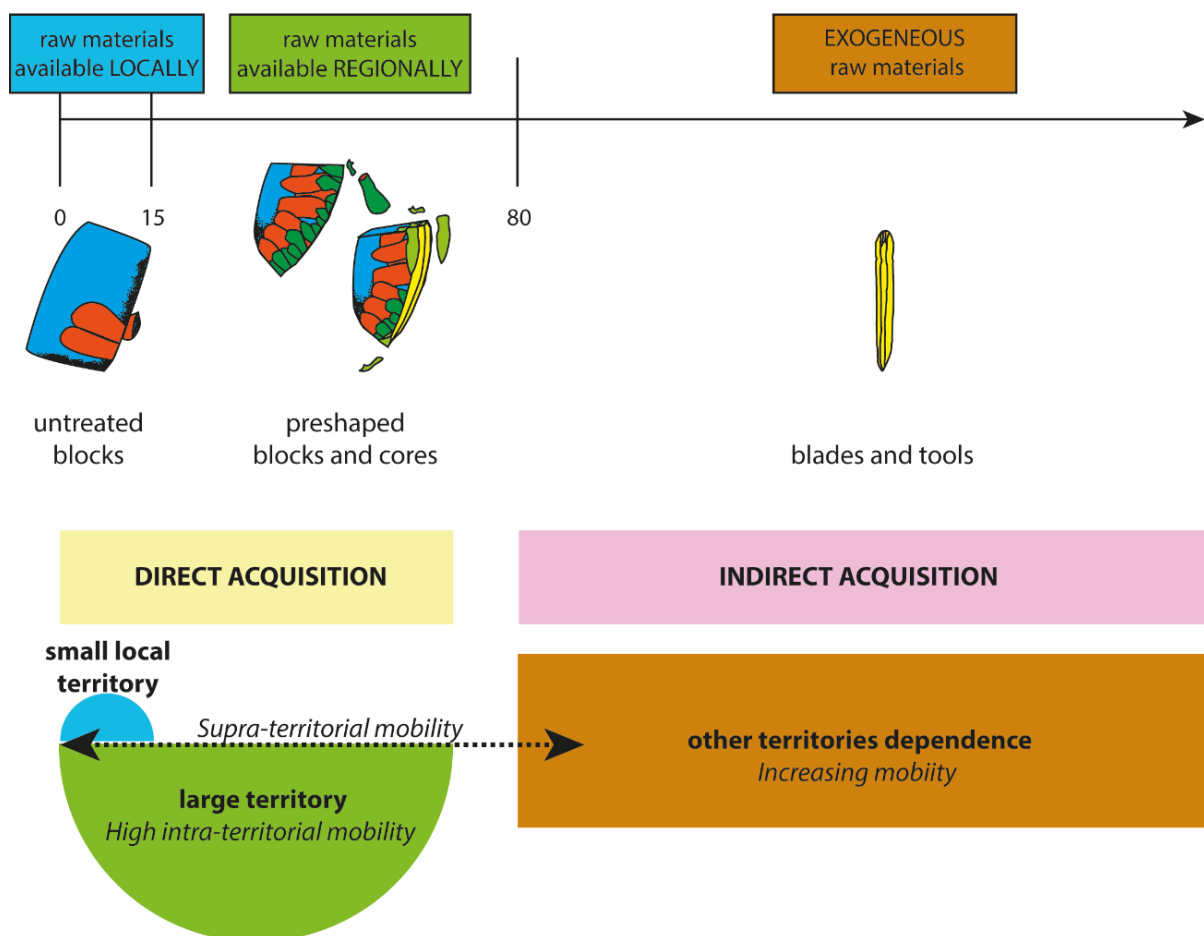 raw materials
available LOCALLY
raw materials
available REGIONALLY
EXOGENEOUS
raw materials
0
15
80
untreated
blocks
preshaped
blocks and cores
blades and tools
DIRECT ACQUISITION
INDIRECT ACQUISITION
small local
territory
Supra-territorial mobility
large territory
High intra-territorial mobility
other territories dependence
Increasing mobiity